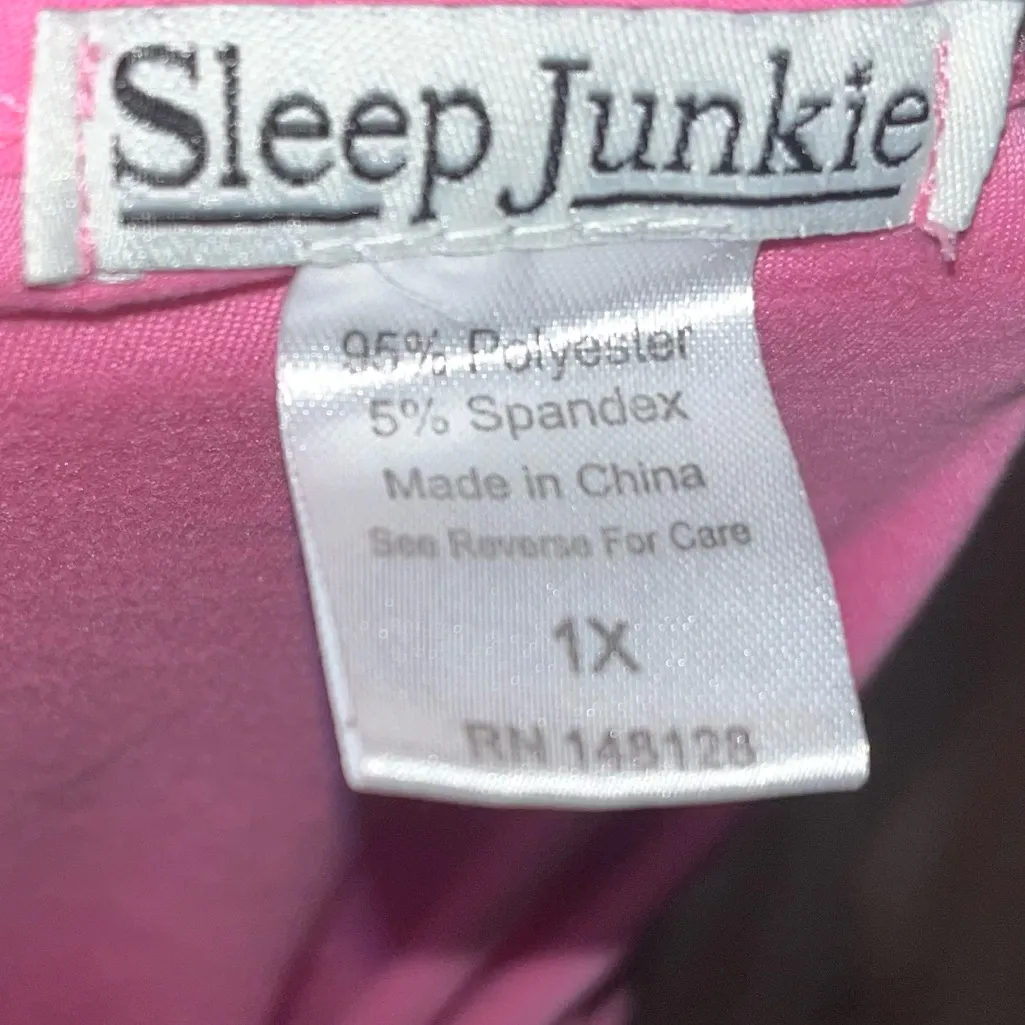 Sleep Junkie
95% Polyester
5% Spandex
Made in China
See Reverse For Care
1X
RN 148128